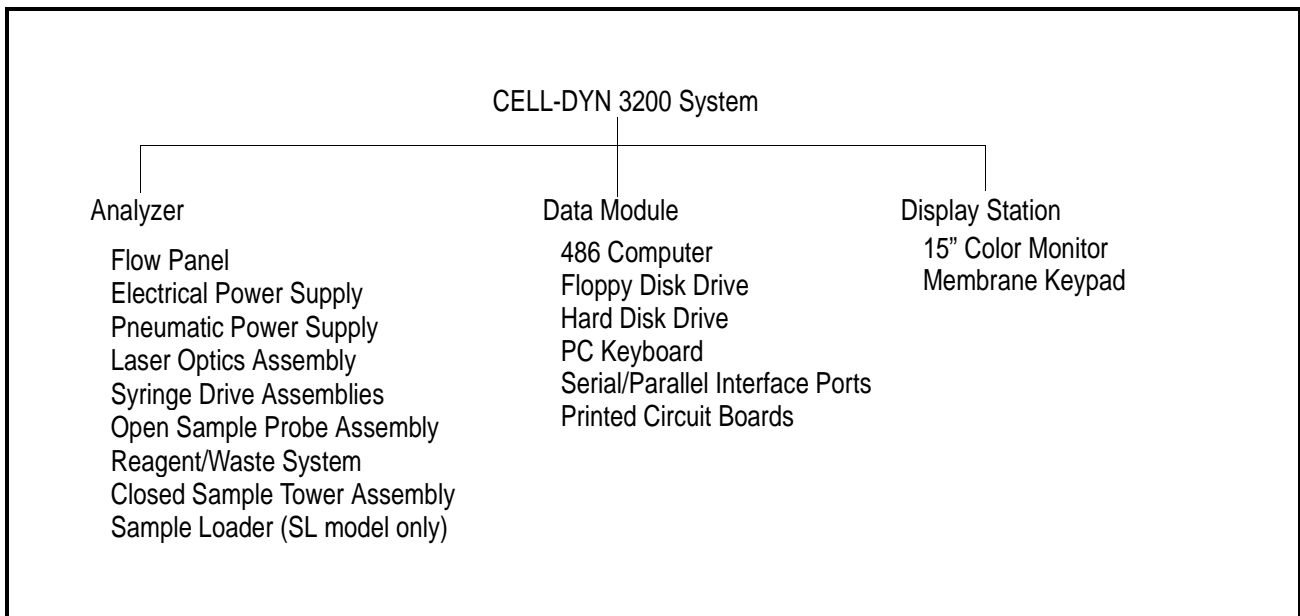 CELL-DYN 3200 System
Analyzer
Flow Panel
Electrical Power Supply
Pneumatic Power Supply
Laser Optics Assembly
Syringe Drive Assemblies
Open Sample Probe Assembly
Reagent/Waste System
Closed Sample Tower Assembly
Sample Loader (SL model only)
Data Module
486 Computer
Floppy Disk Drive
Hard Disk Drive
PC Keyboard
Serial/Parallel Interface Ports
Printed Circuit Boards
Display Station
15” Color Monitor
Membrane Keypad